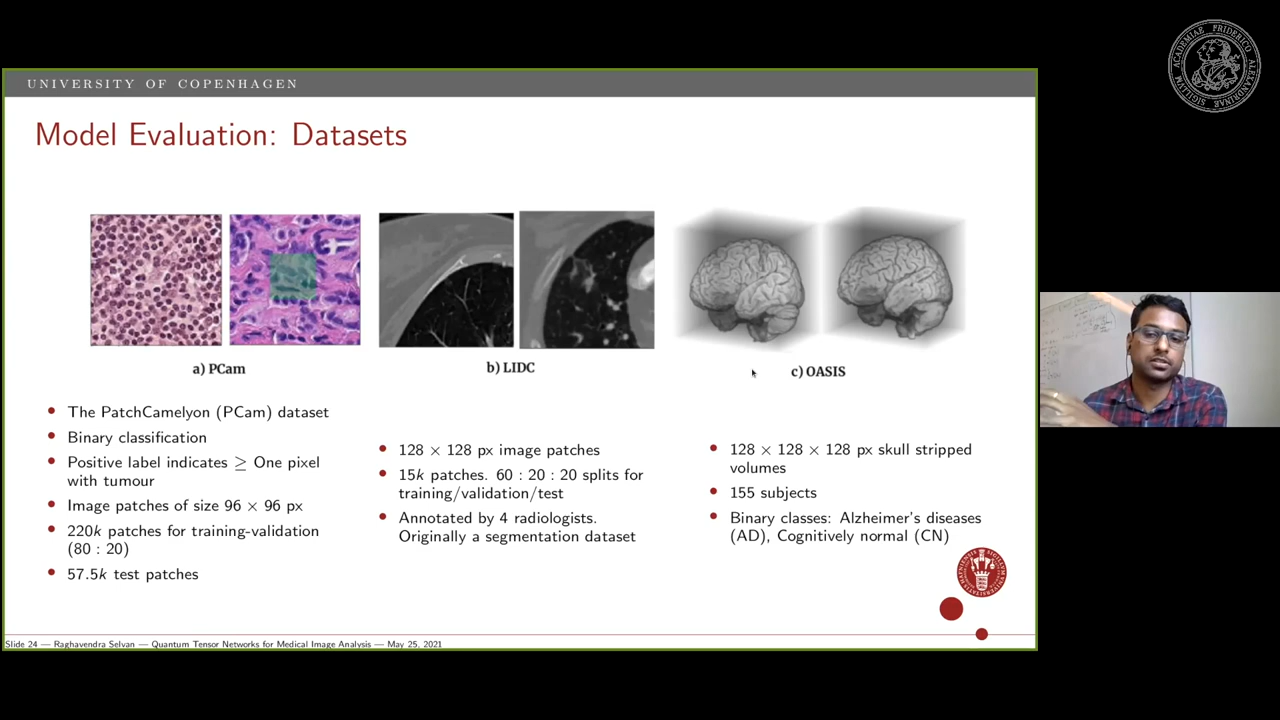 UNIVERSITY OF COPENHAGEN
Model Evaluation: Datasets
a) PCam
b) LIDC
c) OASIS
The PatchCamelyon (PCam) dataset
Binary classification
Positive label indicates ≥ One pixel
with tumour
Image patches of size 96 × 96 px
220k patches for training-validation
(80 : 20)
57.5k test patches
128 × 128 px image patches
15k patches. 60 : 20 : 20 splits for
training/validation/test
Annotated by 4 radiologists.
Originally a segmentation dataset
128 × 128 × 128 px skull stripped
volumes
155 subjects
Binary classes: Alzheimer's diseases
(AD), Cognitively normal (CN)
Slide 24 — Raghavendra Selvan — Quantum Tensor Networks for Medical Image Analysis — May 25, 2021
ACADEMIAE FRIDERICO ALEXANDRINAE SIGILLUM